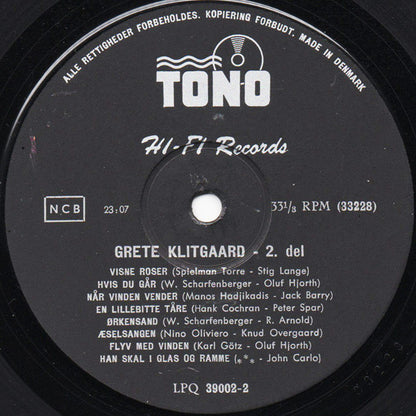 ALLE RETTIGHEDER FORBEHOLDES. KOPIERING FORBUDT. MADE IN DENMARK
TONO
HI-FI Records
NCB
23:07
33 1/3 RPM (33228)
GRETE KLITGAARD - 2. del
VISNE ROSER (Spielman Torre - Stig Lange)
HVIS DU GÅR (W. Scharfenberger - Oluf Hjorth)
NÅR VINDEN VENDER (Manos Hadjikadis - Jack Barry)
EN LILLEBITTE TÅRE (Hank Cochran - Peter Spar)
ØRKENSAND (W. Scharfenberger - R. Arnold)
ÆSELSANGEN (Nino Oliviero - Knud Overgaard)
FLYV MED VINDEN (Karl Götz - Oluf Hjorth)
HAN SKAL I GLAS OG RAMME (*** - John Carlo)
LPQ 39002-2